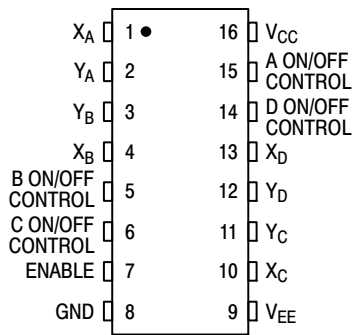 X_A 1 16 V_CC
Y_A 2 15 A ON/OFF CONTROL
Y_B 3 14 D ON/OFF CONTROL
X_B 4 13 X_D
B ON/OFF CONTROL 5 12 Y_D
C ON/OFF CONTROL 6 11 Y_C
ENABLE 7 10 X_C
GND 8 9 V_EE